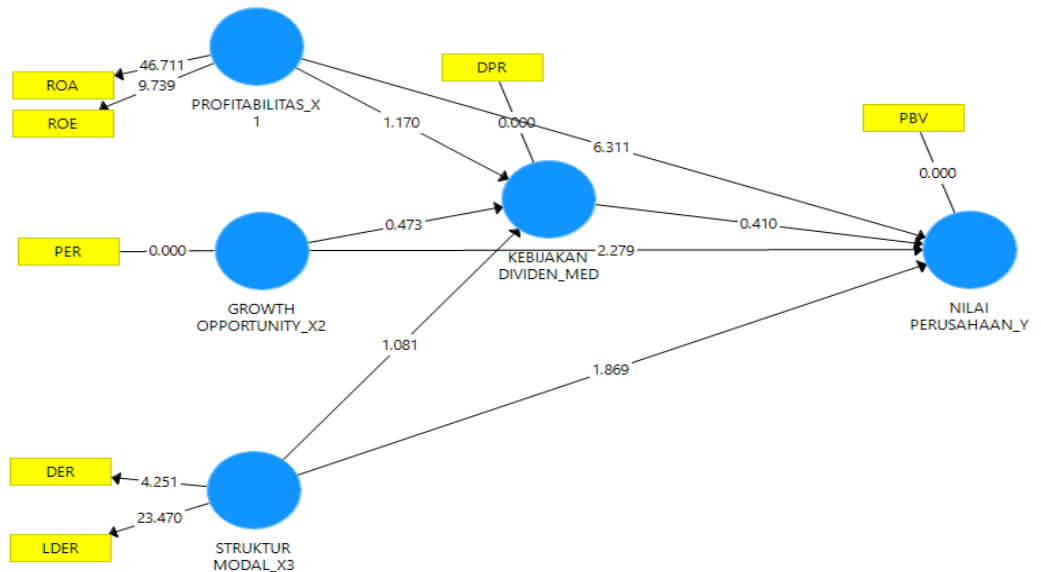 46.711
ROA
9.739
ROE
PROFITABILITAS_X
1
DPR
0.000
1.170
6.311
PBV
0.000
PER
0.000
0.473
0.410
2.279
KEBIJAKAN
DIVIDEN_MED
GROWTH
OPPORTUNITY_X2
NILAI
PERUSAHAAN_Y
1.081
1.869
DER
4.251
23.470
LDER
STRUKTUR
MODAL_X3